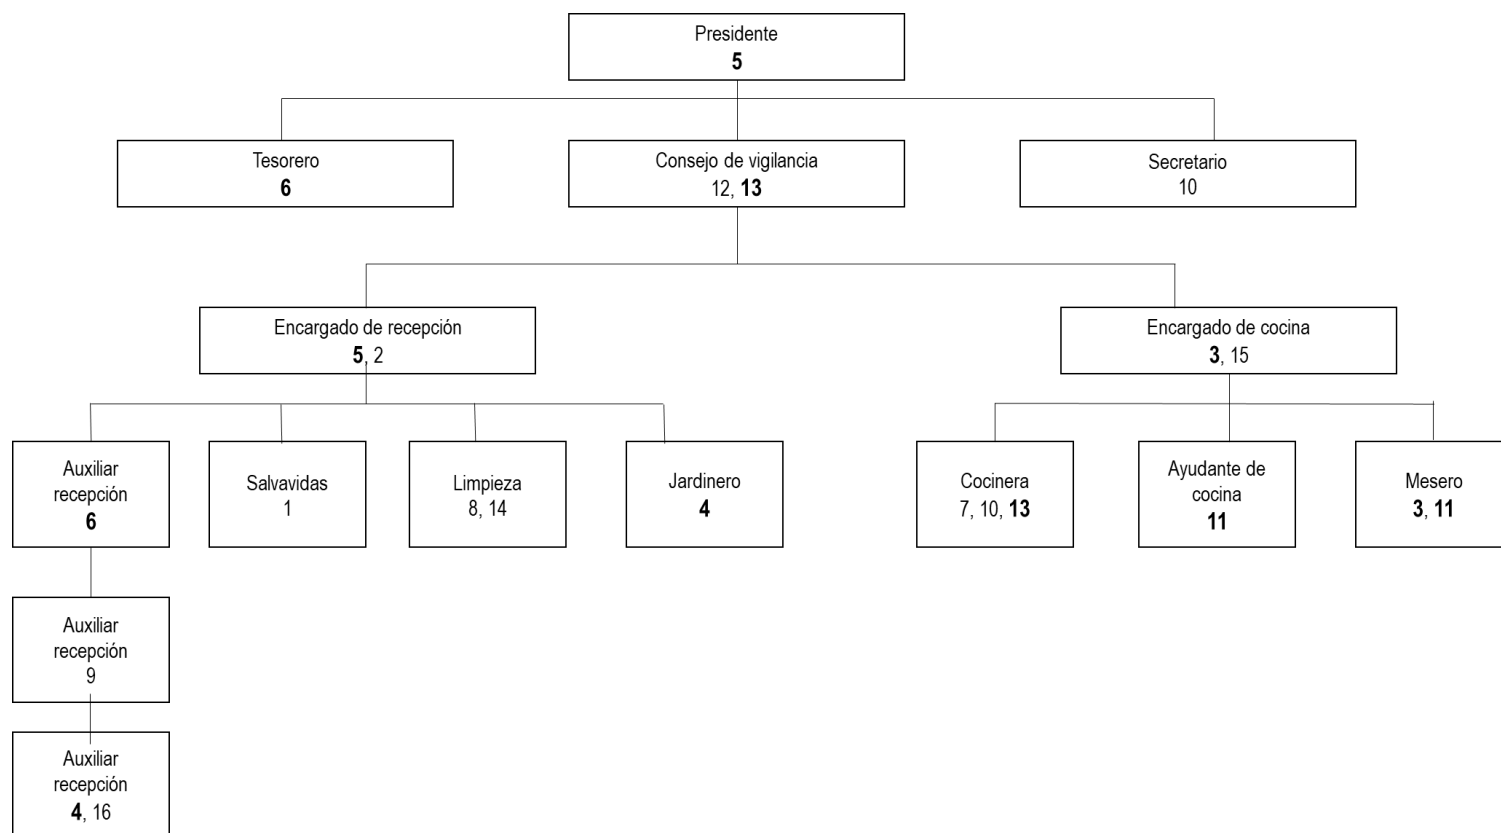 Presidente
5
Tesorero
6
Consejo de vigilancia
12, 13
Secretario
10
Encargado de recepción
5, 2
Encargado de cocina
3, 15
Auxiliar
recepción
6
Salvavidas
1
Limpieza
8, 14
Jardinero
4
Cocinera
7, 10, 13
Ayudante de
cocina
11
Mesero
3, 11
Auxiliar
recepción
9
Auxiliar
recepción
4, 16